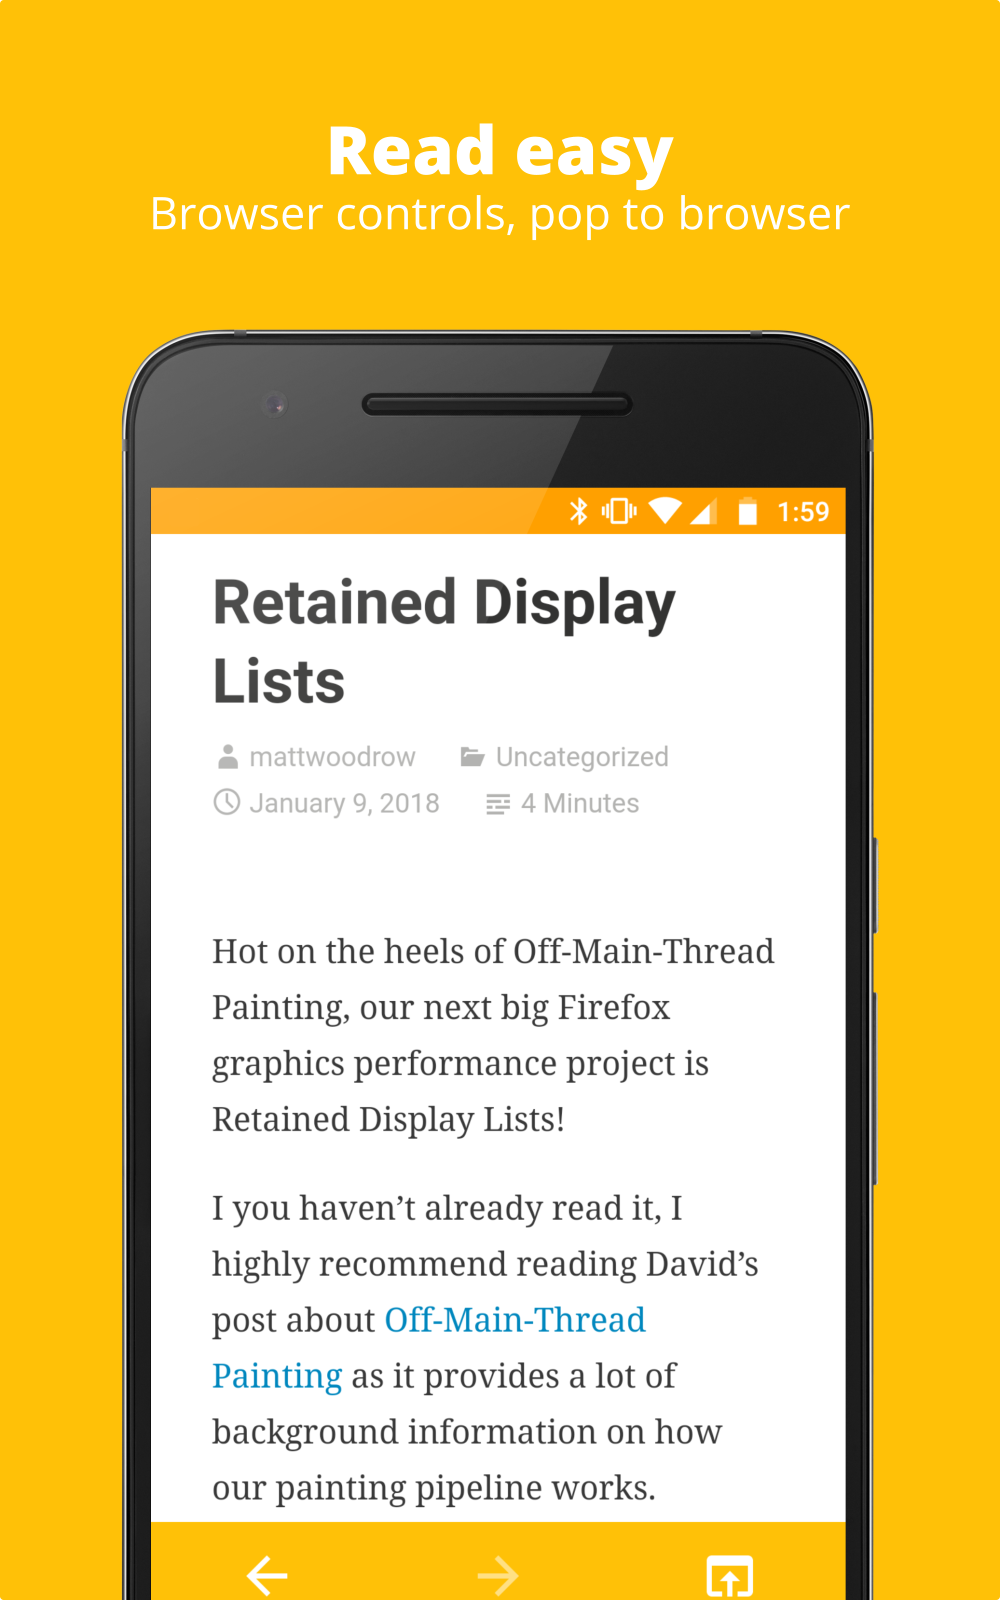 Read easy
Browser controls, pop to browser
1:59
Retained Display
Lists
mattwoodrow Uncategorized
January 9, 2018 4 Minutes
Hot on the heels of Off-Main-Thread
Painting, our next big Firefox
graphics performance project is
Retained Display Lists!
I you haven’t already read it, I
highly recommend reading David’s
post about Off-Main-Thread
Painting as it provides a lot of
background information on how
our painting pipeline works.